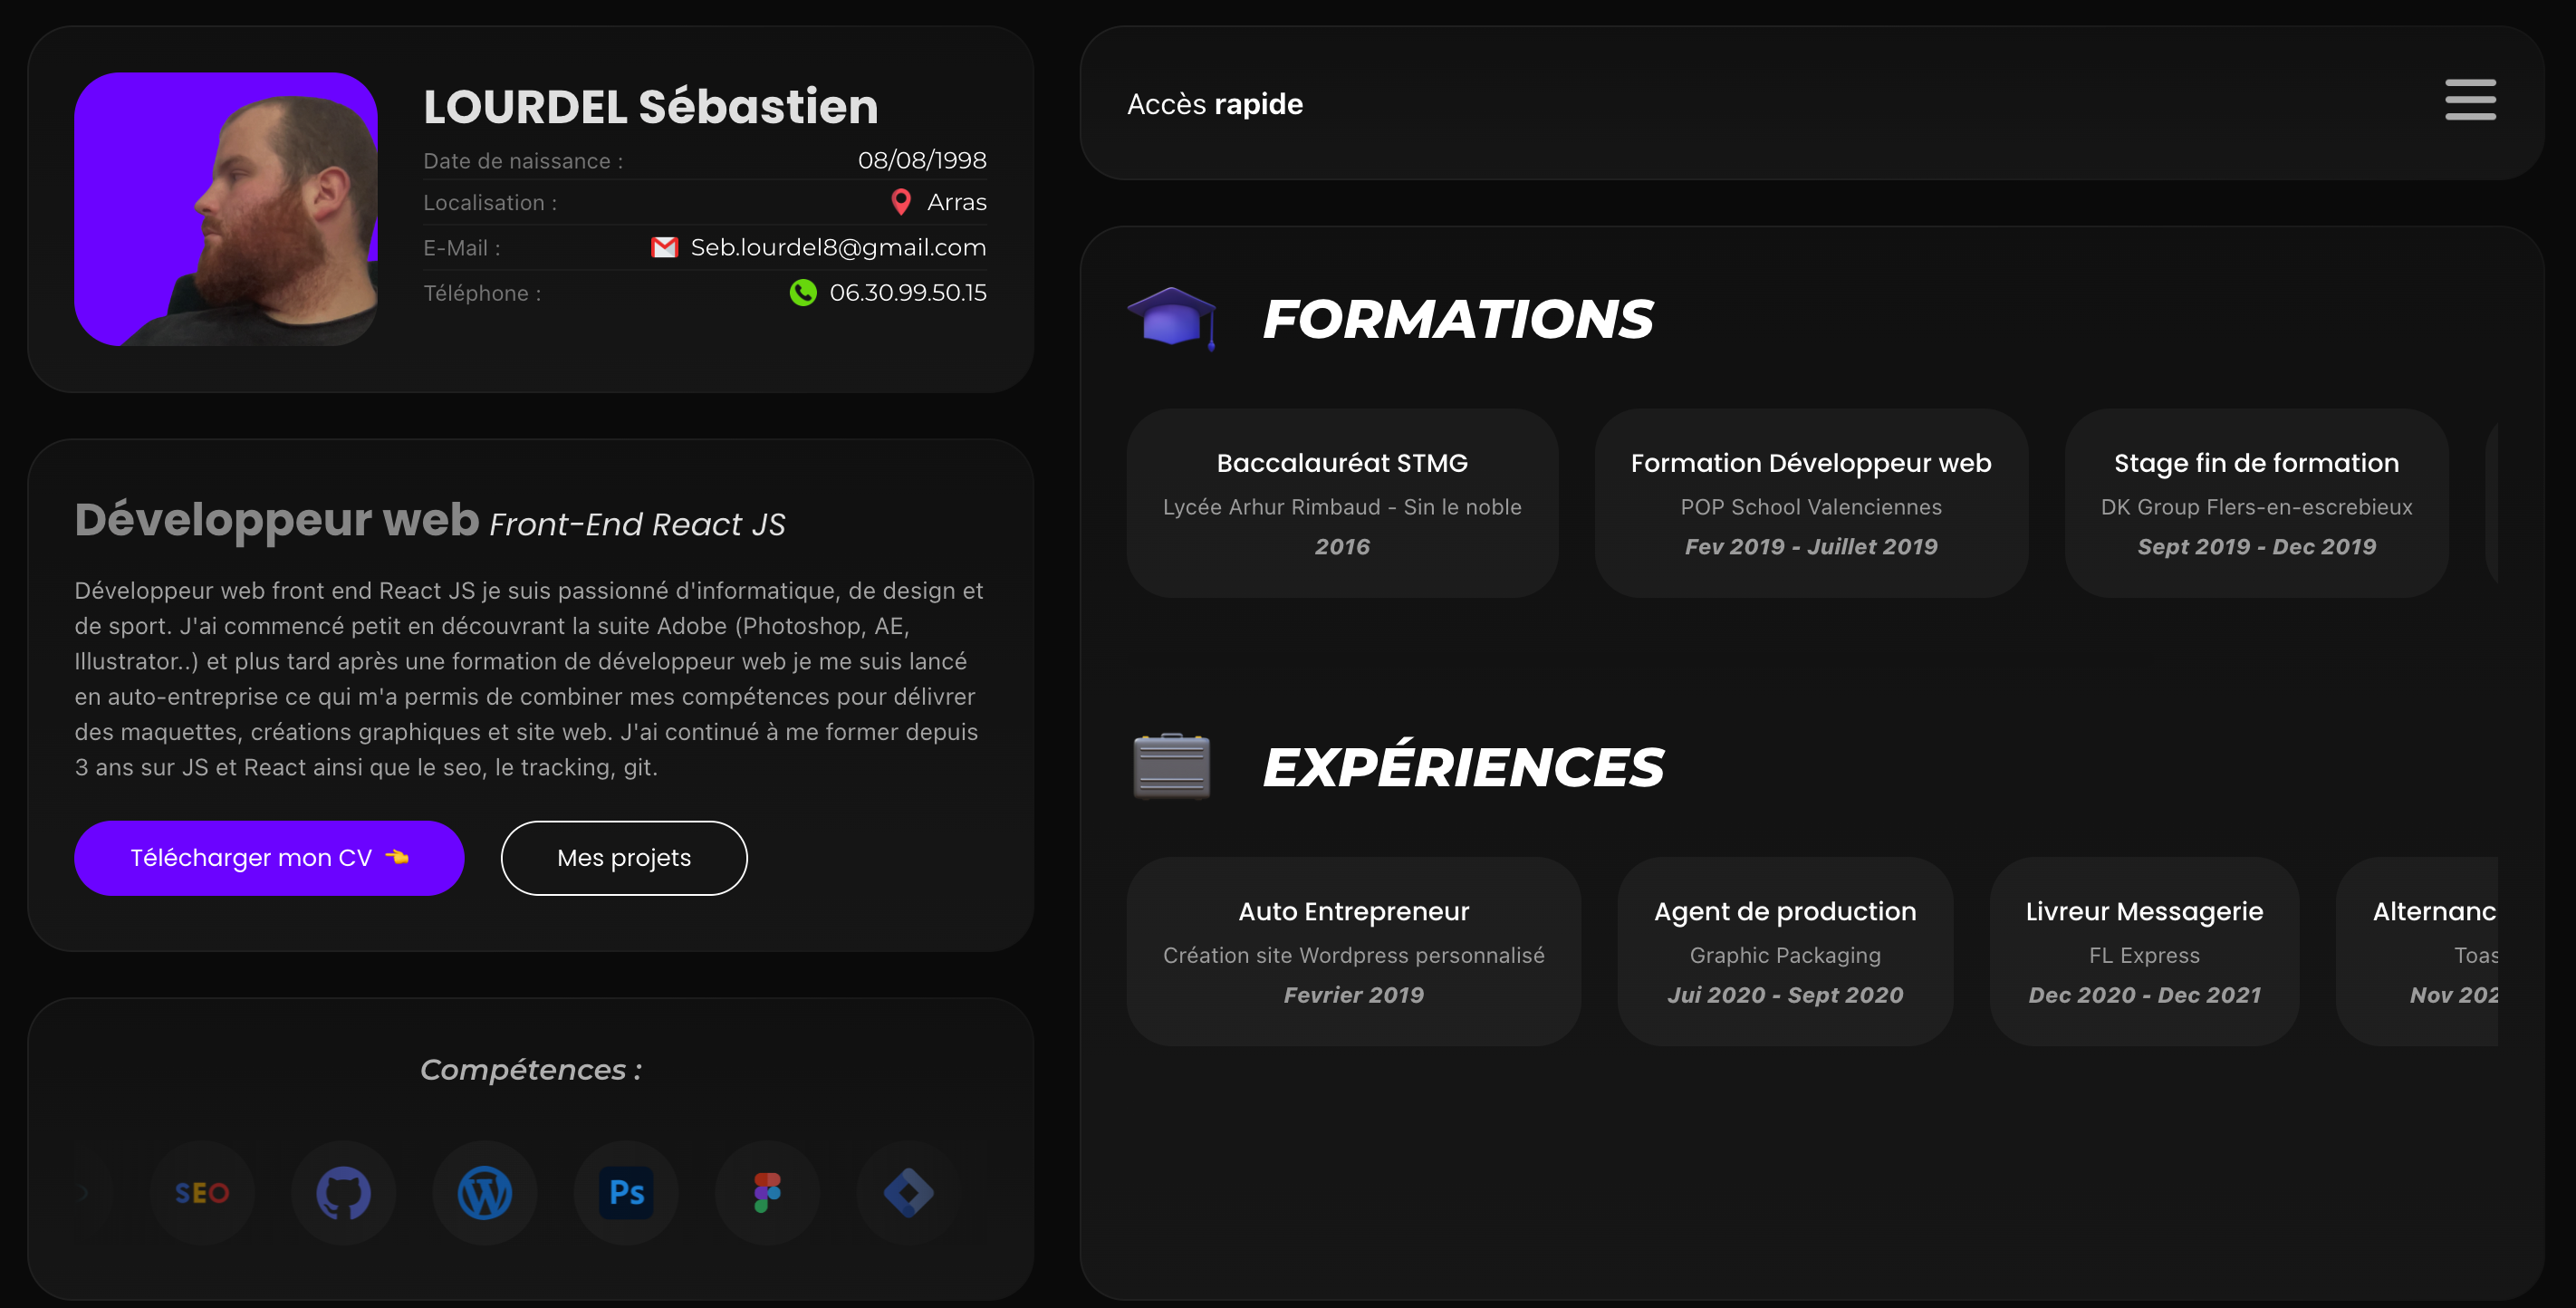 LOURDEL Sébastien
Date de naissance : 08/08/1998
Localisation : Arras
E-Mail : Seb.lourdel8@gmail.com
Téléphone : 06.30.99.50.15
Développeur web Front-End React JS
Développeur web front end React JS je suis passionné d'informatique, de design et
de sport. J'ai commencé petit en découvrant la suite Adobe (Photoshop, AE,
Illustrator..) et plus tard après une formation de développeur web je me suis lancé
en auto-entreprise ce qui m'a permis de combiner mes compétences pour délivrer
des maquettes, créations graphiques et site web. J'ai continué à me former depuis
3 ans sur JS et React ainsi que le seo, le tracking, git.
Télécharger mon CV
Mes projets
Compétences :
SEO
Ps
Accès rapide
FORMATIONS
Baccalauréat STMG
Lycée Arhur Rimbaud - Sin le noble
2016
Formation Développeur web
POP School Valenciennes
Fev 2019 - Juillet 2019
Stage fin de formation
DK Group Flers-en-escrebieux
Sept 2019 - Dec 2019
EXPÉRIENCES
Auto Entrepreneur
Création site Wordpress personnalisé
Fevrier 2019
Agent de production
Graphic Packaging
Jui 2020 - Sept 2020
Livreur Messagerie
FL Express
Dec 2020 - Dec 2021
Alternanc
Toas
Nov 202